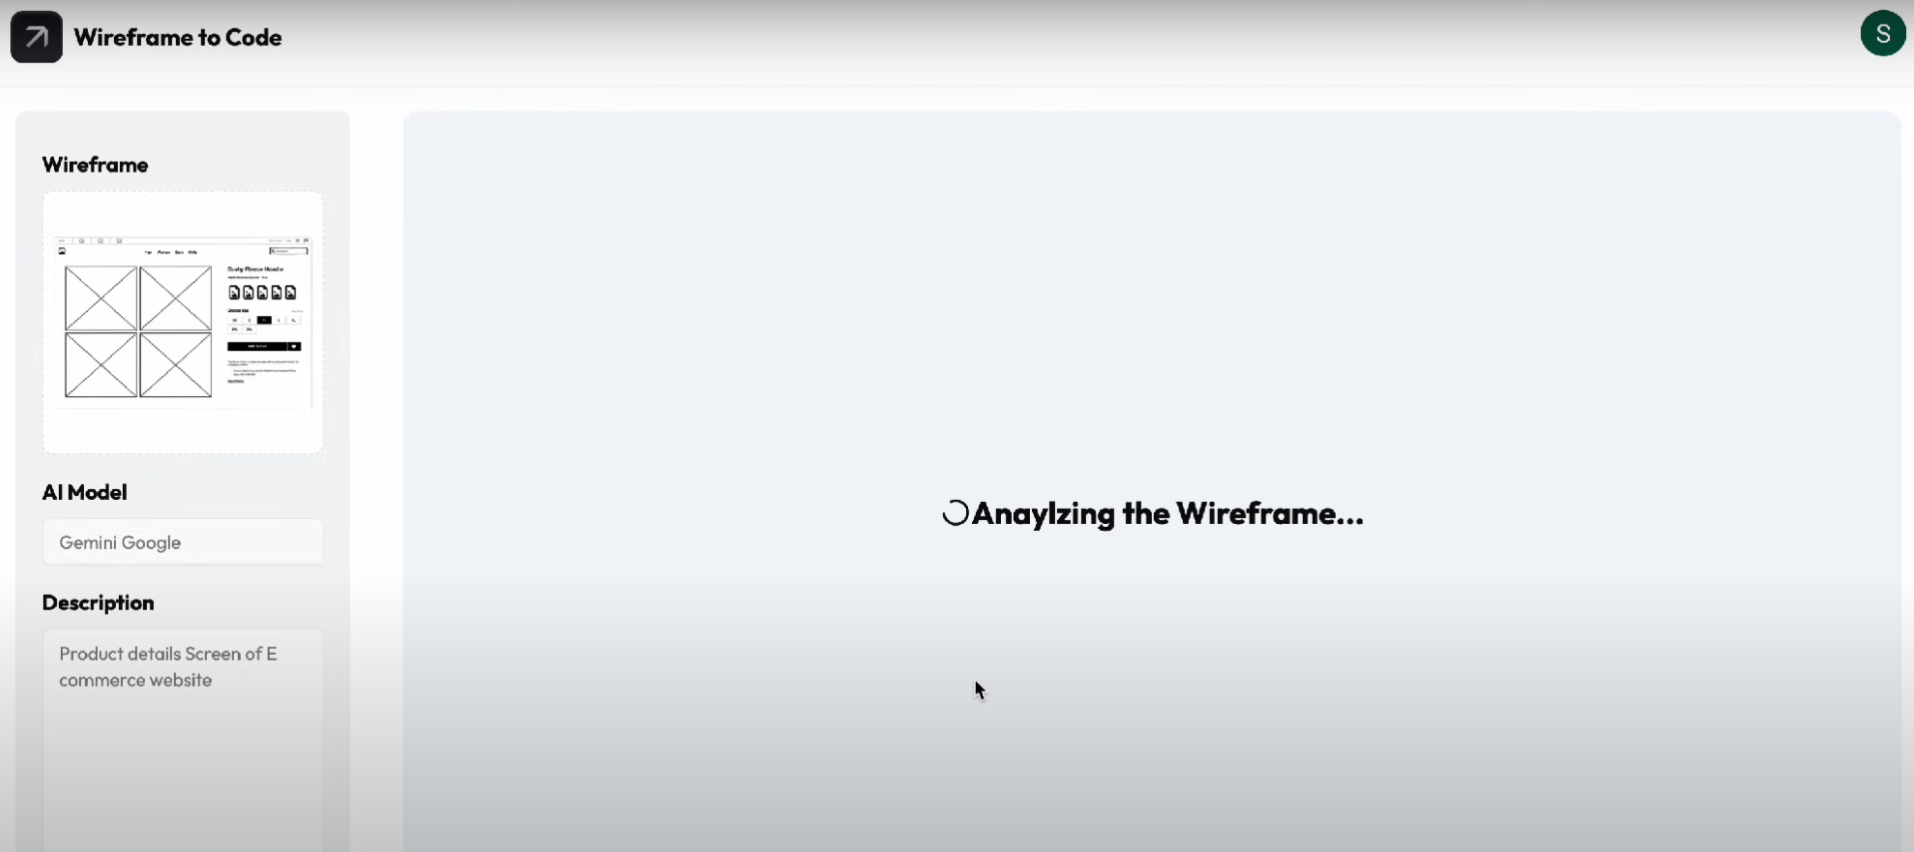 Wireframe to Code
S
Wireframe
AI Model
Gemini Google
Description
Product details Screen of E
commerce website
Anaylzing the Wireframe...